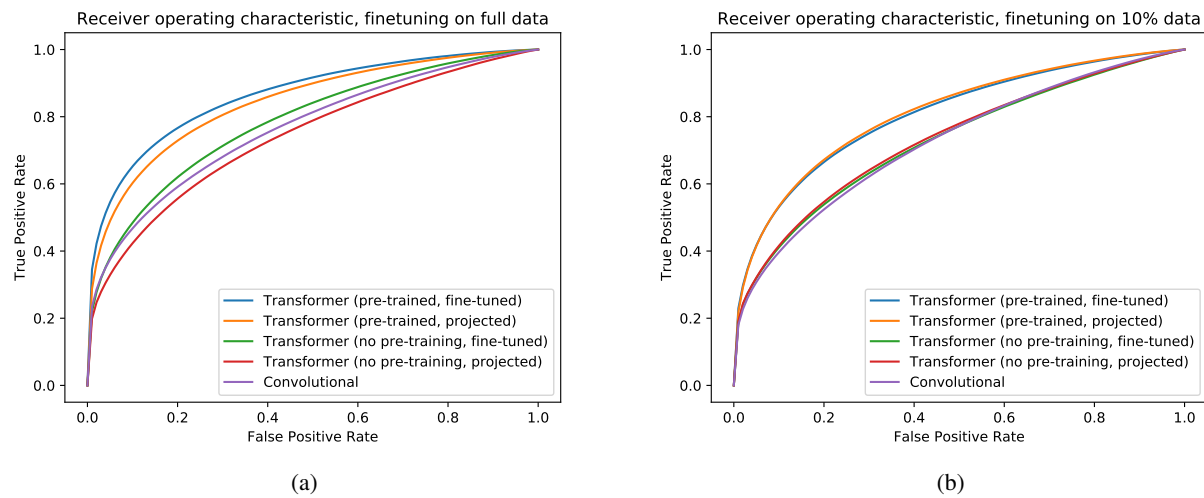 Receiver operating characteristic, finetuning on full data
1.0
0.8
0.6
0.4
0.2
0.0
True Positive Rate
0.0 0.2 0.4 0.6 0.8 1.0
False Positive Rate
Transformer (pre-trained, fine-tuned)
Transformer (pre-trained, projected)
Transformer (no pre-training, fine-tuned)
Transformer (no pre-training, projected)
Convolutional
(a)
Receiver operating characteristic, finetuning on 10% data
1.0
0.8
0.6
0.4
0.2
0.0
True Positive Rate
0.0 0.2 0.4 0.6 0.8 1.0
False Positive Rate
Transformer (pre-trained, fine-tuned)
Transformer (pre-trained, projected)
Transformer (no pre-training, fine-tuned)
Transformer (no pre-training, projected)
Convolutional
(b)